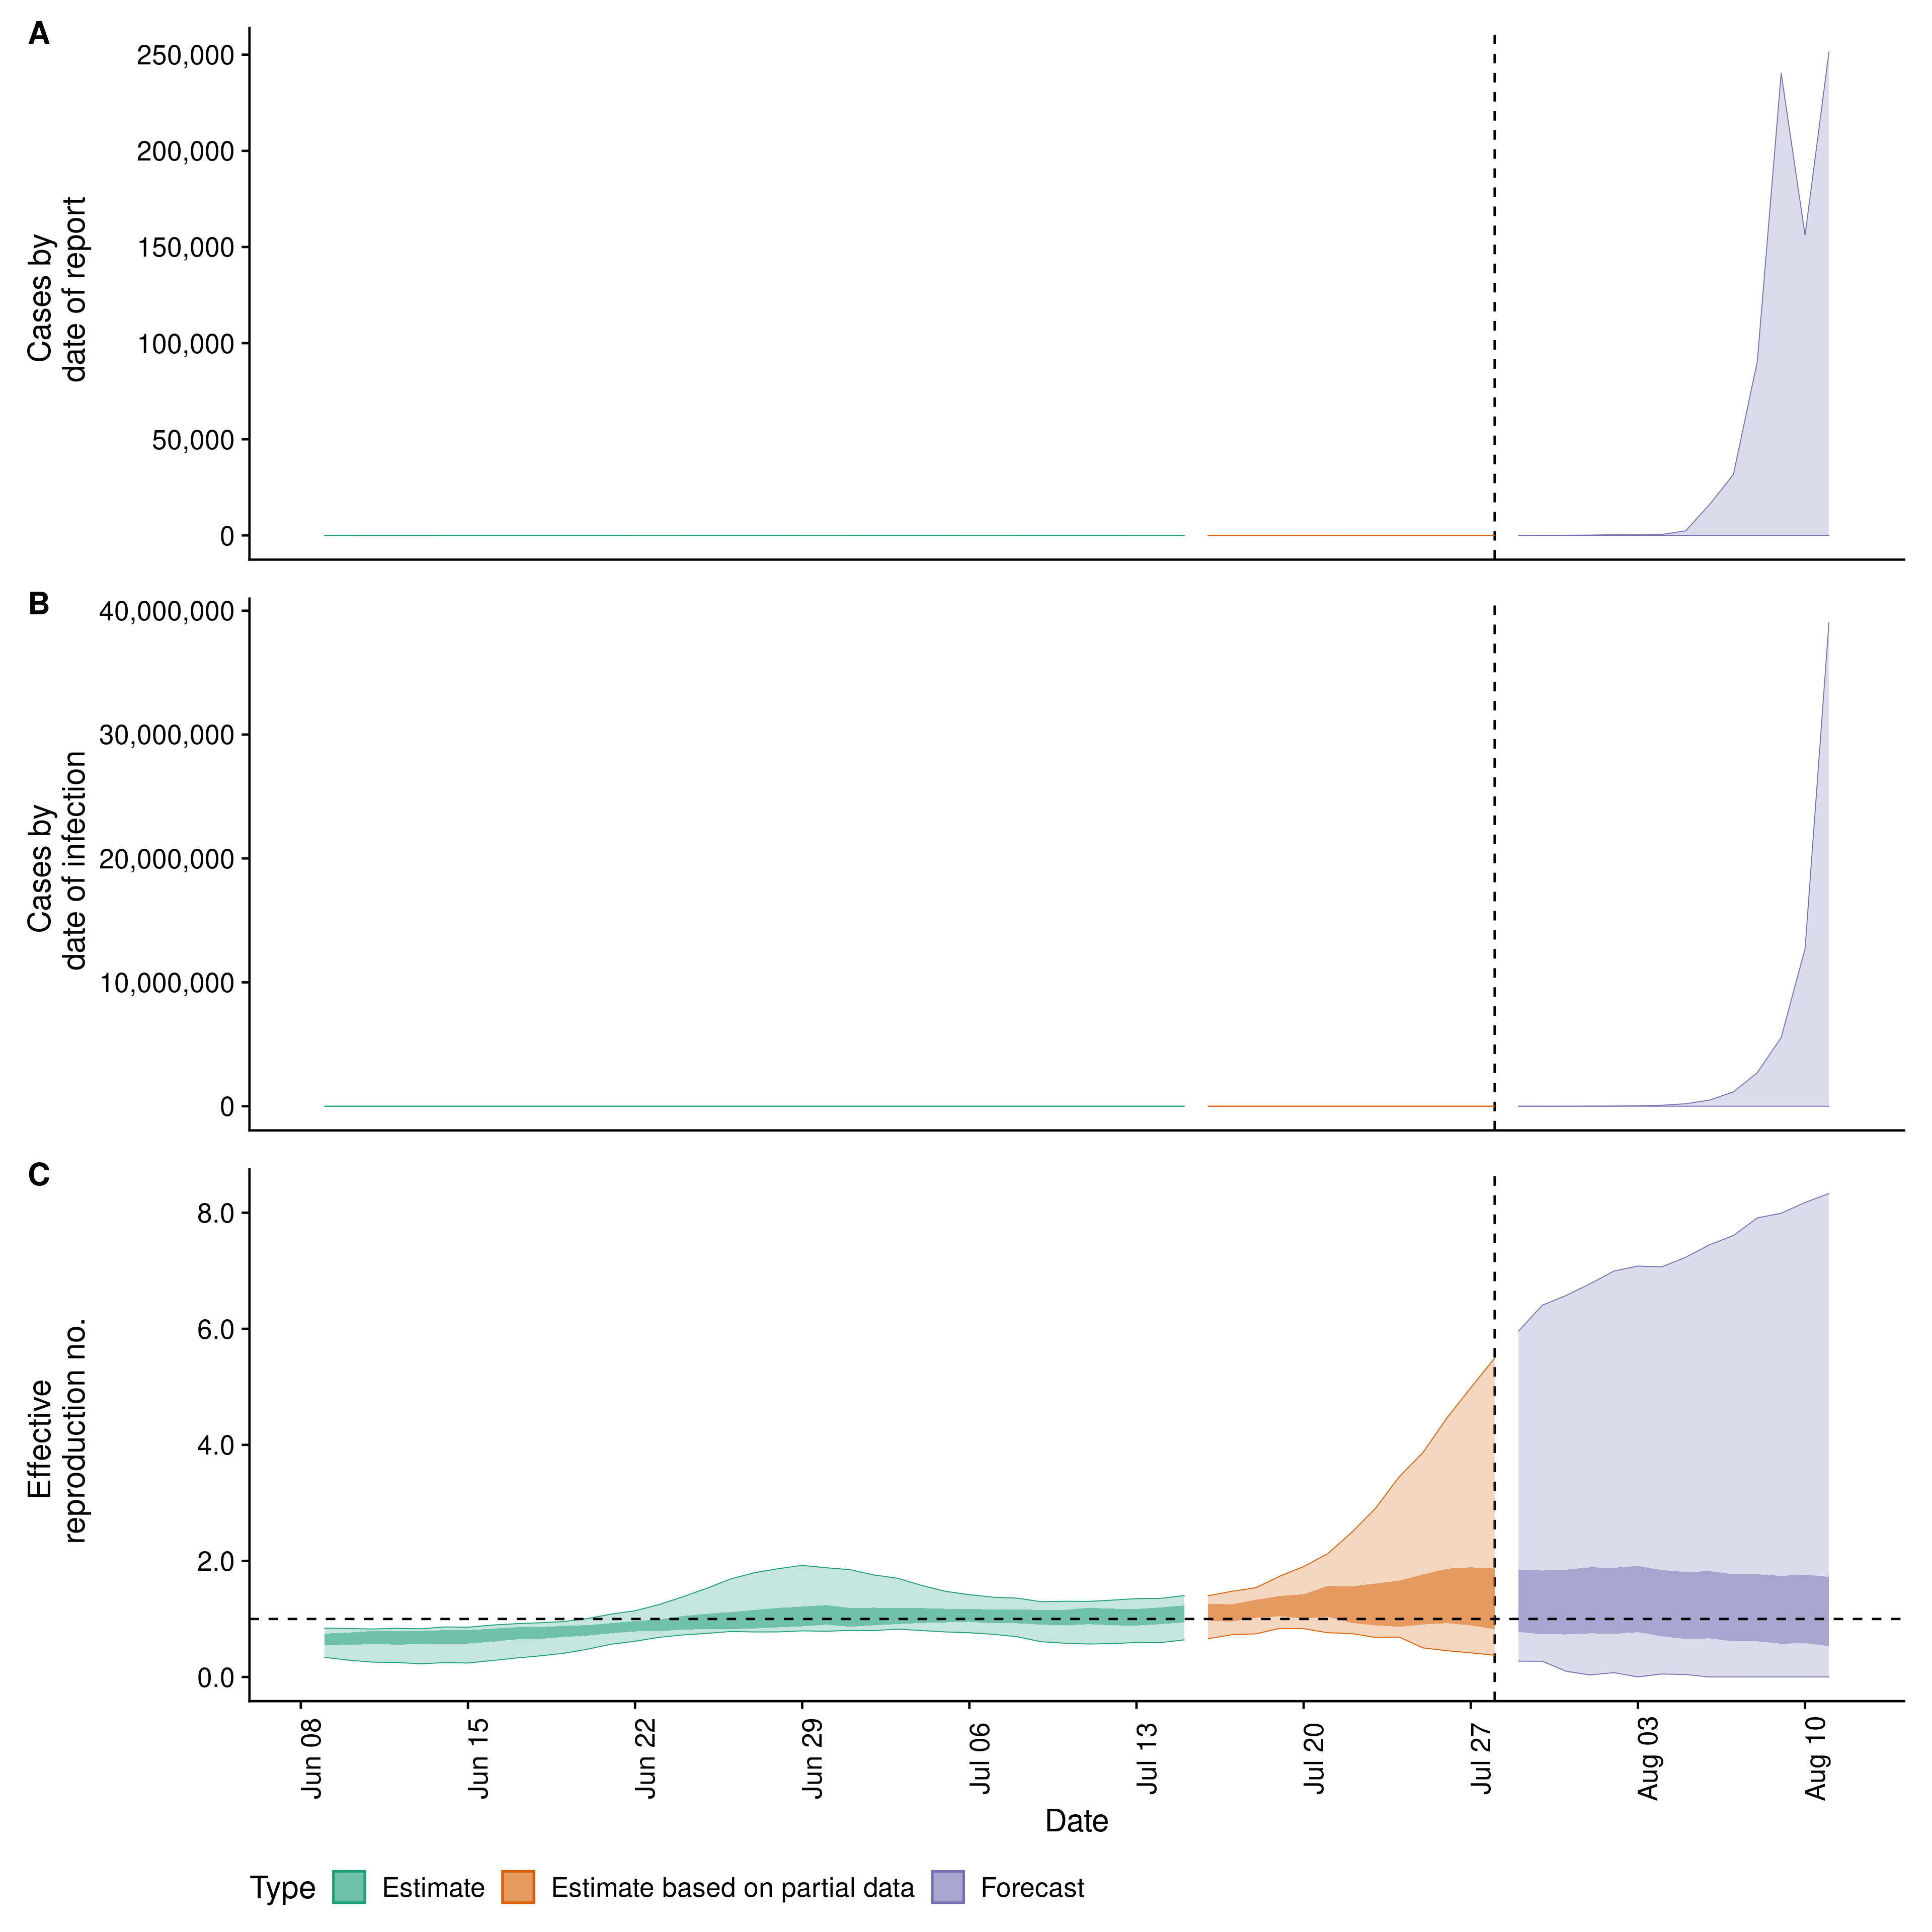 A
250,000
200,000
150,000
100,000
50,000
0
Cases by
date of report
B
40,000,000
30,000,000
20,000,000
10,000,000
0
Cases by
date of infection
C
8.0
6.0
4.0
2.0
0.0
Effective
reproduction no.
Jun 08
Jun 15
Jun 22
Jun 29
Jul 06
Jul 13
Jul 20
Jul 27
Aug 03
Aug 10
Date
Type Estimate Estimate based on partial data Forecast